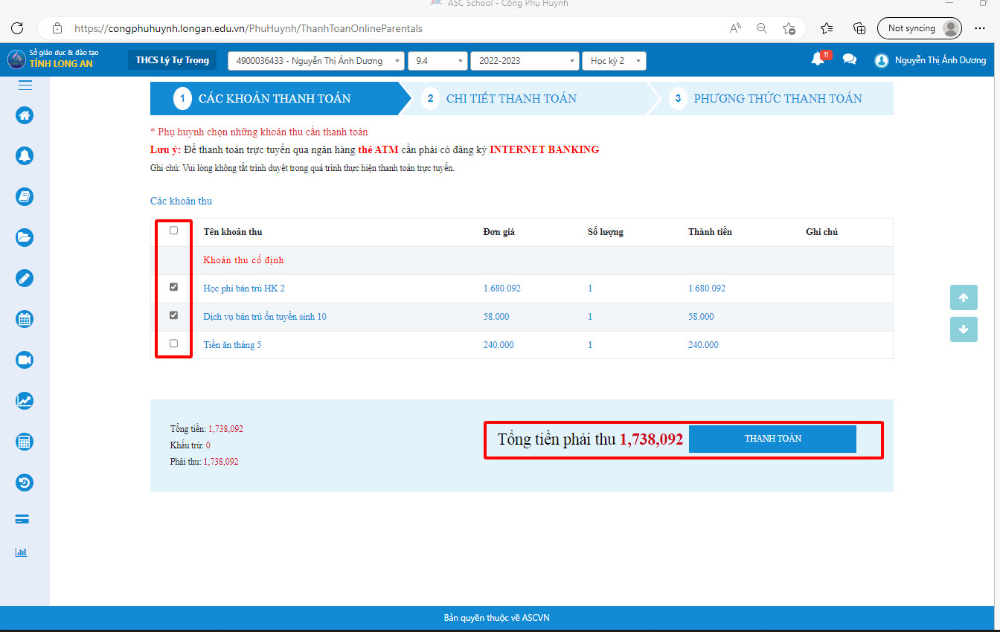 ASC School - Cổng Phụ Huynh
https://congphuhuynh.longan.edu.vn/PhuHuynh/ThanhToanOnlineParentals
Not syncing
Sở giáo dục & đào tạo
TỈNH LONG AN
THCS Lý Tự Trọng
4900036433 - Nguyễn Thị Ánh Dương
9.4
2022-2023
Học kỳ 2
11
Nguyễn Thị Ánh Dương
1 CÁC KHOẢN THANH TOÁN
2 CHI TIẾT THANH TOÁN
3 PHƯƠNG THỨC THANH TOÁN
* Phụ huynh chọn những khoản thu cần thanh toán
Lưu ý: Để thanh toán trực tuyến qua ngân hàng thẻ ATM cần phải có đăng ký INTERNET BANKING
Ghi chú: Vui lòng không tắt trình duyệt trong quá trình thực hiện thanh toán trực tuyến.
Các khoản thu
Tên khoản thu Đơn giá Số lượng Thành tiền Ghi chú
Khoản thu cố định
Học phí bán trú HK 2 1.680.092 1 1.680.092
Dịch vụ bán trú ổn tuyển sinh 10 58.000 1 58.000
Tiền ăn tháng 5 240.000 1 240.000
Tổng tiền: 1,738,092
Khấu trừ: 0
Phải thu: 1,738,092
Tổng tiền phải thu 1,738,092
THANH TOÁN
Bản quyền thuộc về ASCVN